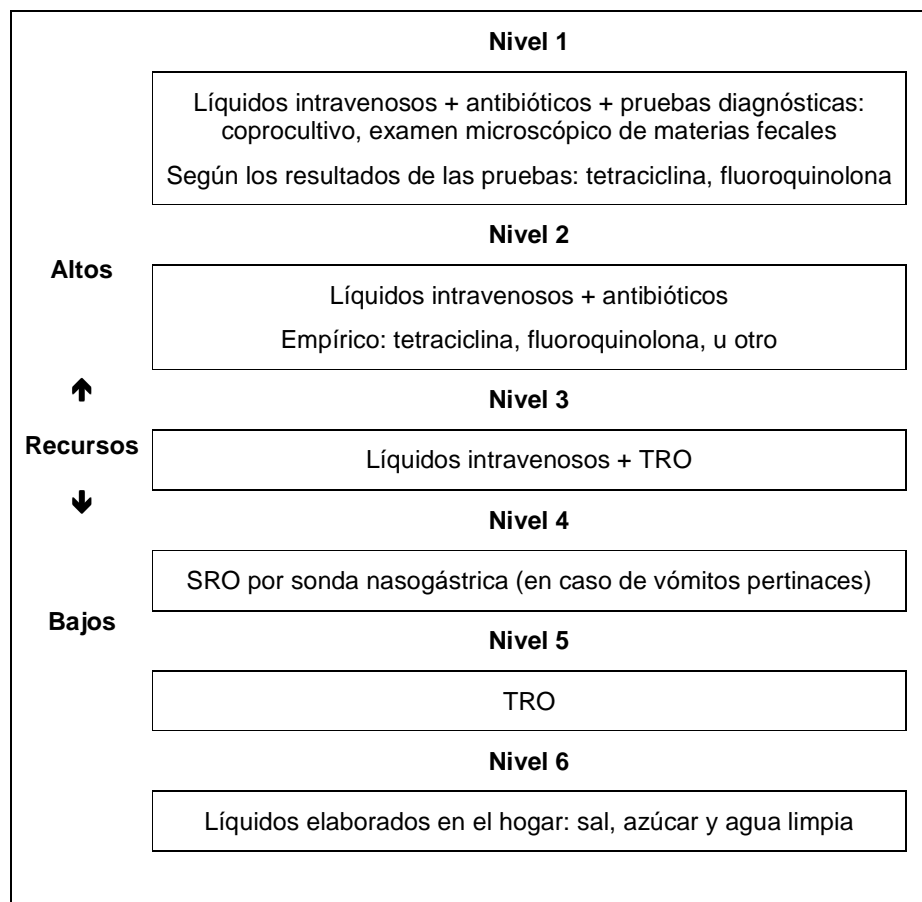 Nivel 1
Líquidos intravenosos + antibióticos + pruebas diagnósticas:
coprocultivo, examen microscópico de materias fecales
Según los resultados de las pruebas: tetraciclina, fluoroquinolona
Nivel 2
Altos
Líquidos intravenosos + antibióticos
Empírico: tetraciclina, fluoroquinolona, u otro
Nivel 3
Recursos
Líquidos intravenosos + TRO
Nivel 4
SRO por sonda nasogástrica (en caso de vómitos pertinaces)
Bajos
Nivel 5
TRO
Nivel 6
Líquidos elaborados en el hogar: sal, azúcar y agua limpia